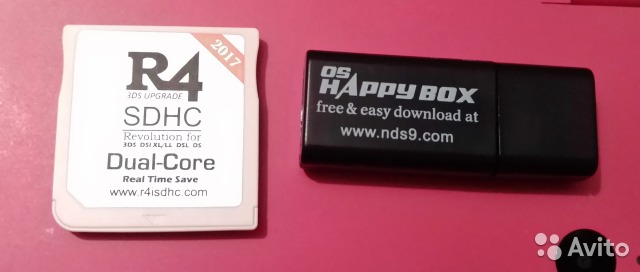 R4
2017
3DS UPGRADE
SDHC
Revolution for
3DS DSI XL/LL DSL DS
Dual-Core
Real Time Save
www.r4isdhc.com
OS
HAPPY BOX
free & easy download at
www.nds9.com
Avito